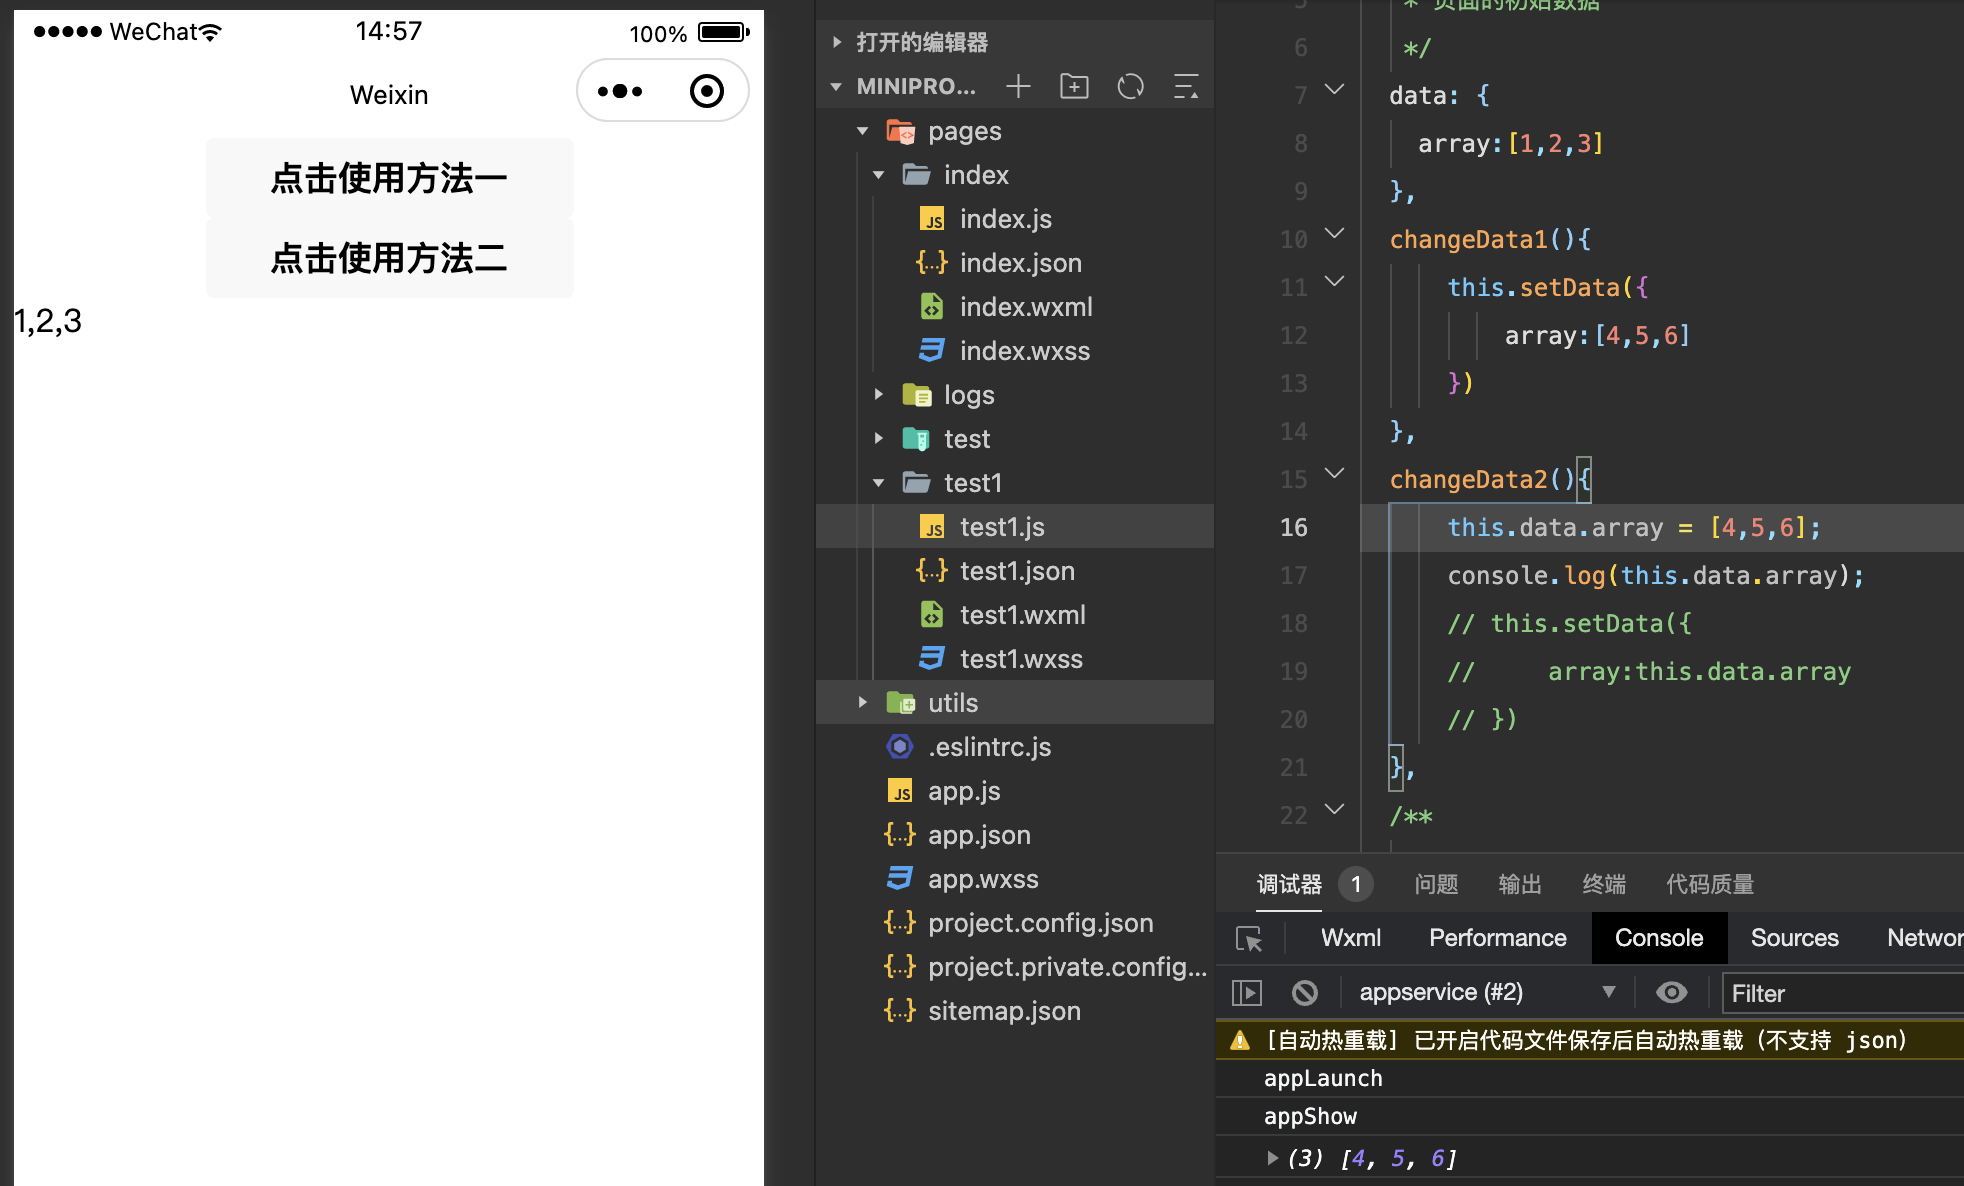 WeChat 14:57 100%
Weixin
点击使用方法一
点击使用方法二
1,2,3
打开的编辑器
MINIPRO...
pages
index
index.js
index.json
index.wxml
index.wxss
logs
test
test1
test1.js
test1.json
test1.wxml
test1.wxss
utils
.eslintrc.js
app.js
app.json
app.wxss
project.config.json
project.private.config...
sitemap.json
5 * 页面的初始数据
6 */
7 data: {
8 array:[1,2,3]
9 },
10 changeData1(){
11 this.setData({
12 array:[4,5,6]
13 })
14 },
15 changeData2(){
16 this.data.array = [4,5,6];
17 console.log(this.data.array);
18 // this.setData({
19 // array:this.data.array
20 // })
21 },
22 /**
调试器 1 问题 输出 终端 代码质量
Wxml Performance Console Sources Networ
appservice (#2) Filter
[自动热重载] 已开启代码文件保存后自动热重载（不支持 json）
appLaunch
appShow
(3) [4, 5, 6]